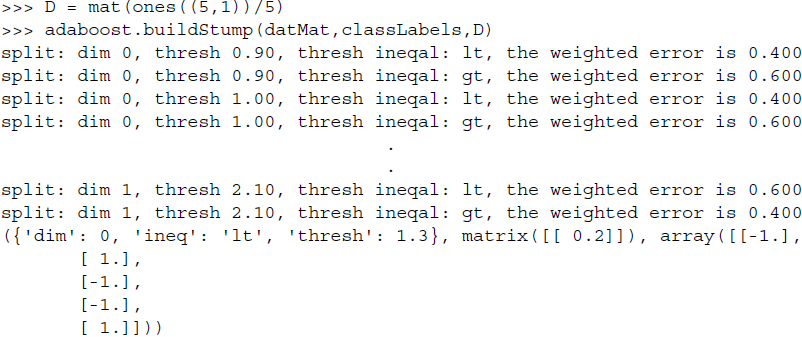 >>> D = mat(ones((5,1))/5)
>>> adaboost.buildStump(datMat,classLabels,D)
split: dim 0, thresh 0.90, thresh ineqal: lt, the weighted error is 0.400
split: dim 0, thresh 0.90, thresh ineqal: gt, the weighted error is 0.600
split: dim 0, thresh 1.00, thresh ineqal: lt, the weighted error is 0.400
split: dim 0, thresh 1.00, thresh ineqal: gt, the weighted error is 0.600
.
.
split: dim 1, thresh 2.10, thresh ineqal: lt, the weighted error is 0.600
split: dim 1, thresh 2.10, thresh ineqal: gt, the weighted error is 0.400
({'dim': 0, 'ineq': 'lt', 'thresh': 1.3}, matrix([[ 0.2]]), array([[-1.],
[ 1.],
[-1.],
[-1.],
[ 1.]]))